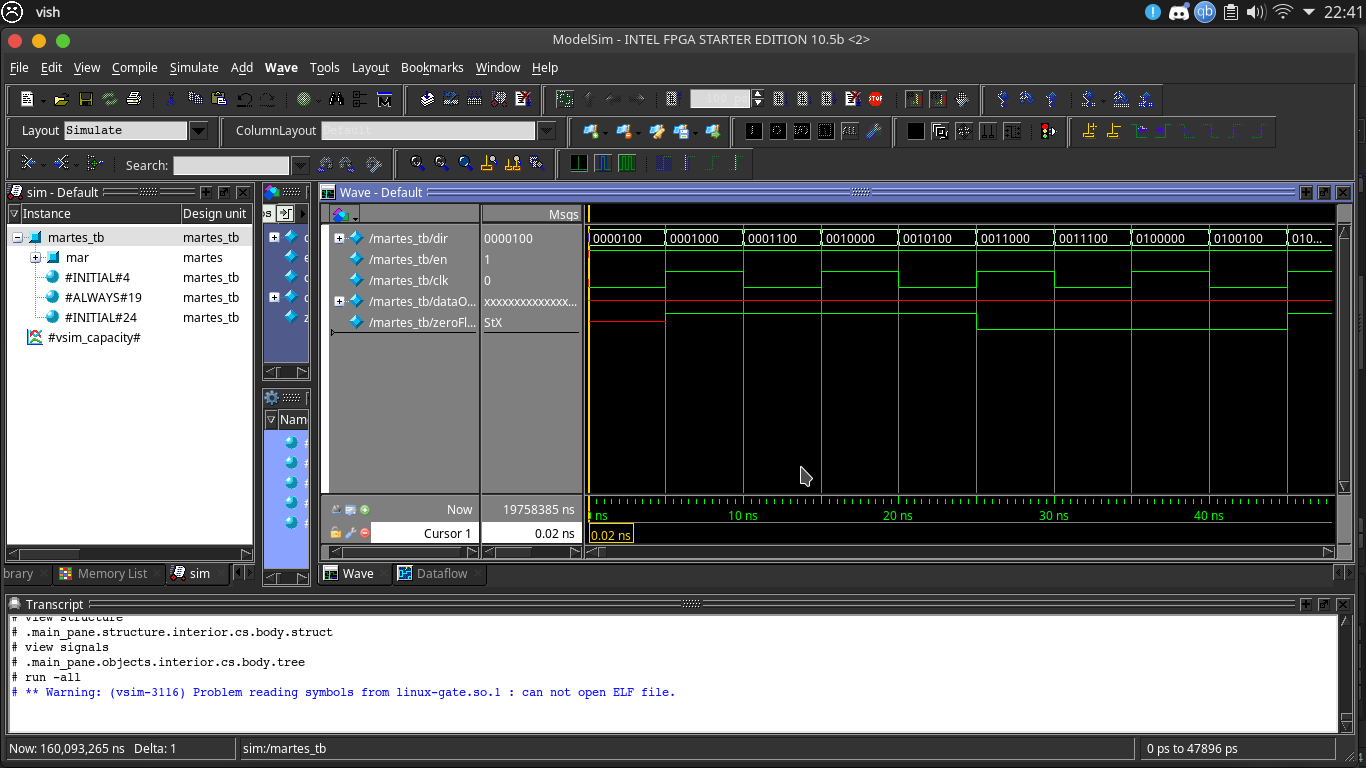 vish
22:41
ModelSim - INTEL FPGA STARTER EDITION 10.5b <2>
File Edit View Compile Simulate Add Wave Tools Layout Bookmarks Window Help
100 ps
Layout Simulate ColumnLayout Default
Search:
sim - Default
Instance Design unit
martes_tb martes_tb
mar martes
#INITIAL#4 martes_tb
#ALWAYS#19 martes_tb
#INITIAL#24 martes_tb
#vsim_capacity#
Nam
Wave - Default
Msgs
/martes_tb/dir 0000100 0000100 0001000 0001100 0010000 0010100 0011000 0011100 0100000 0100100 010...
/martes_tb/en 1
/martes_tb/clk 0
/martes_tb/dataO... xxxxxxxxxxxxxx...
/martes_tb/zeroFl... StX
Now 19758385 ns
ns 10 ns 20 ns 30 ns 40 ns
Cursor 1 0.02 ns 0.02 ns
brary Memory List sim
Wave Dataflow
Transcript
# view structure
# .main_pane.structure.interior.cs.body.struct
# view signals
# .main_pane.objects.interior.cs.body.tree
# run -all
# ** Warning: (vsim-3116) Problem reading symbols from linux-gate.so.1 : can not open ELF file.
Now: 160,093,265 ns Delta: 1 sim:/martes_tb 0 ps to 47896 ps